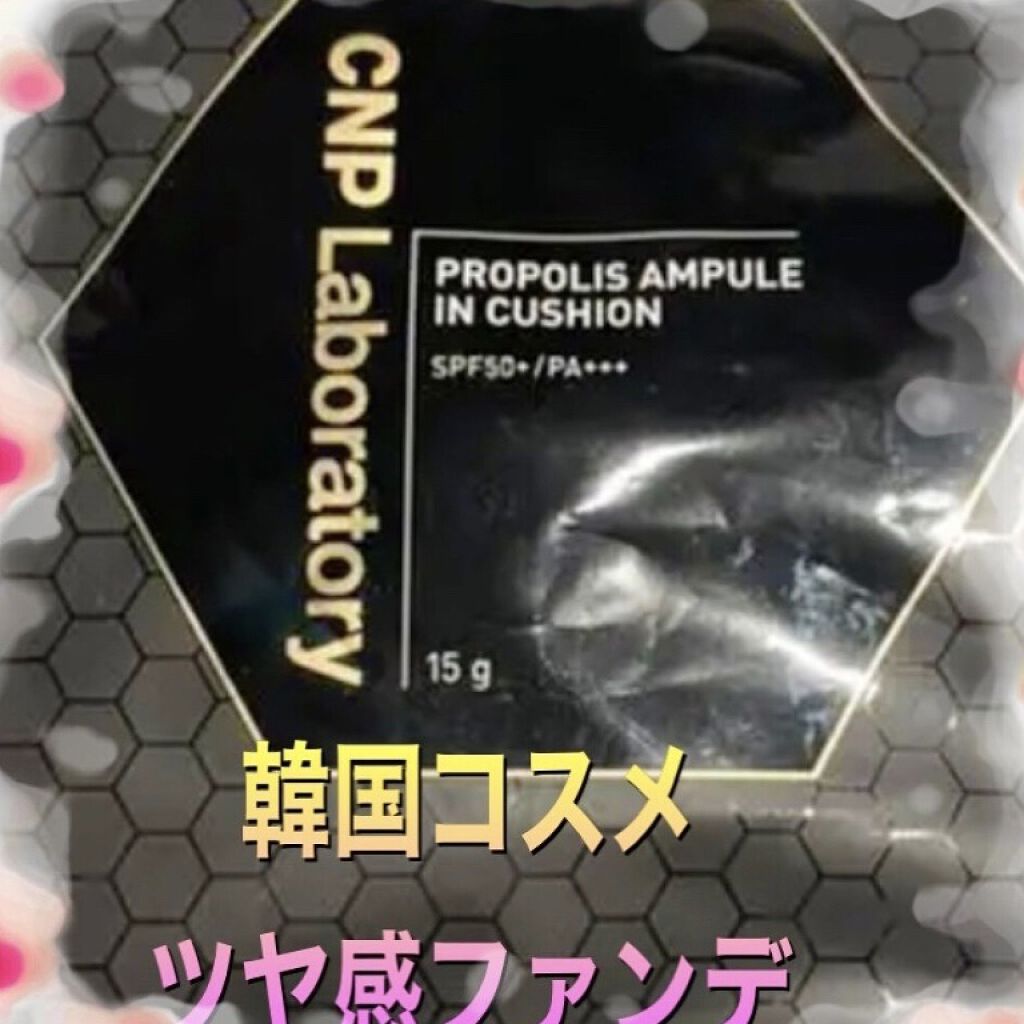 CNP Laboratory
PROPOLIS AMPULE
IN CUSHION
SPF50+/PA+++
15 g
韓国コスメ
ツヤ感ファンデ